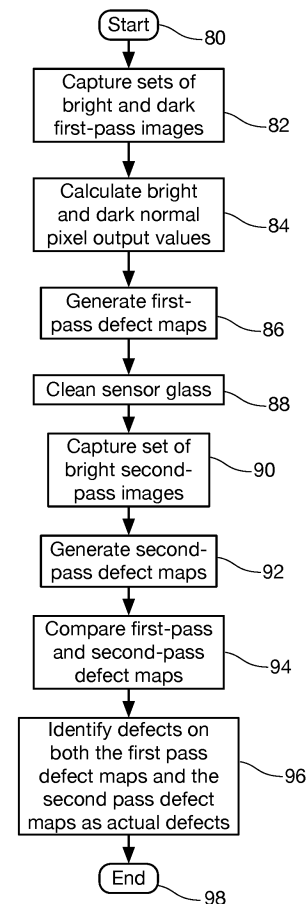 Start
80
Capture sets of
bright and dark
first-pass images
82
Calculate bright
and dark normal
pixel output values
84
Generate first-
pass defect maps
86
Clean sensor glass
88
Capture set of
bright second-
pass images
90
Generate second-
pass defect maps
92
Compare first-pass
and second-pass
defect maps
94
Identify defects on
both the first pass
defect maps and the
second pass defect
maps as actual defects
96
End
98